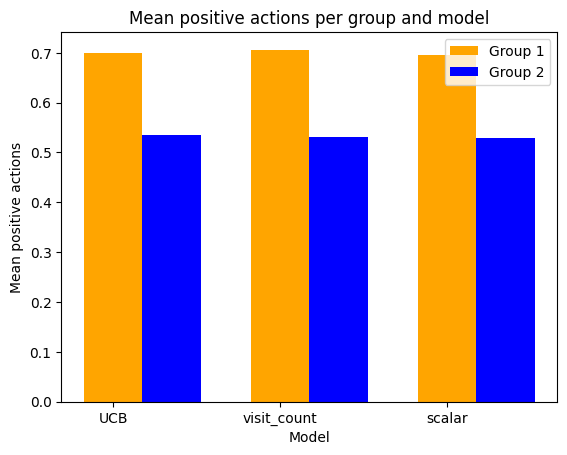 Mean positive actions per group and model
Group 1
Group 2
Mean positive actions
0.7
0.6
0.5
0.4
0.3
0.2
0.1
0.0
UCB
visit_count
scalar
Model